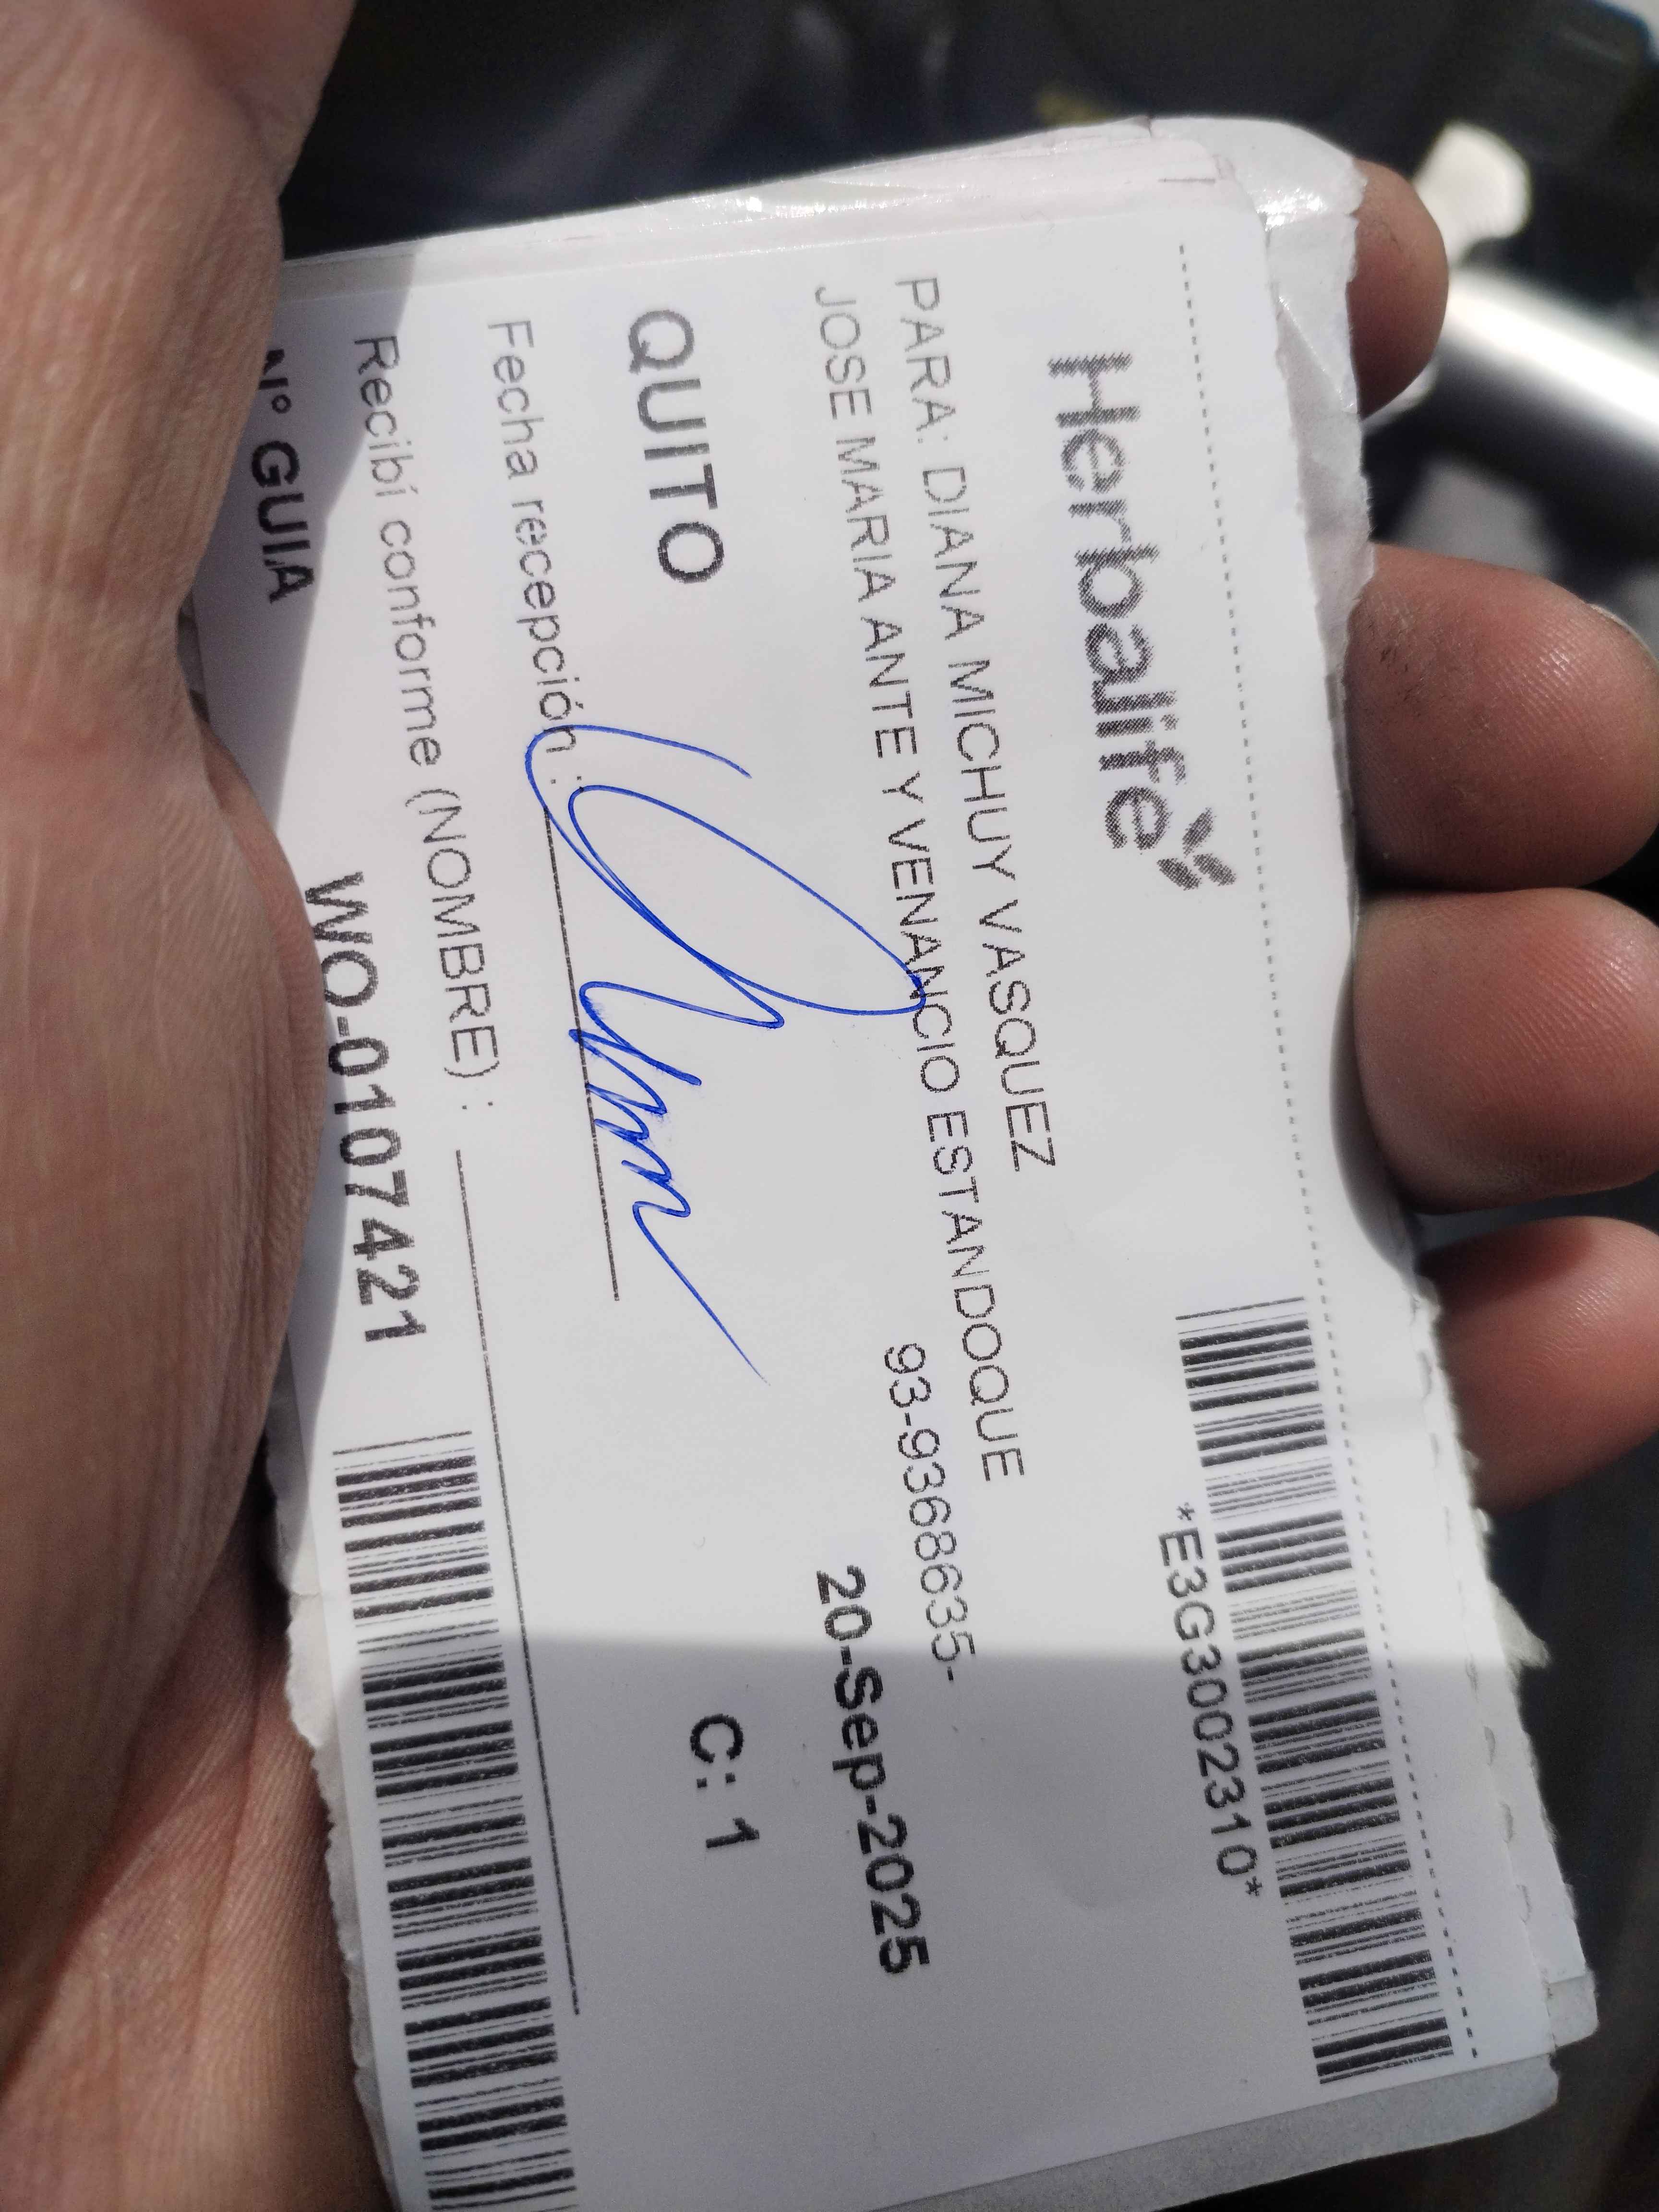 Herbalife
*E3G3002310*
PARA: DIANA MICHUY VASQUEZ
JOSE MARIA ANTE Y VENANCIO ESTANDOQUE
93-9368635-
20-Sep-2025
QUITO
C: 1
Fecha recepción :
Recibí conforme (NOMBRE) :
N° GUIA WO-0107421